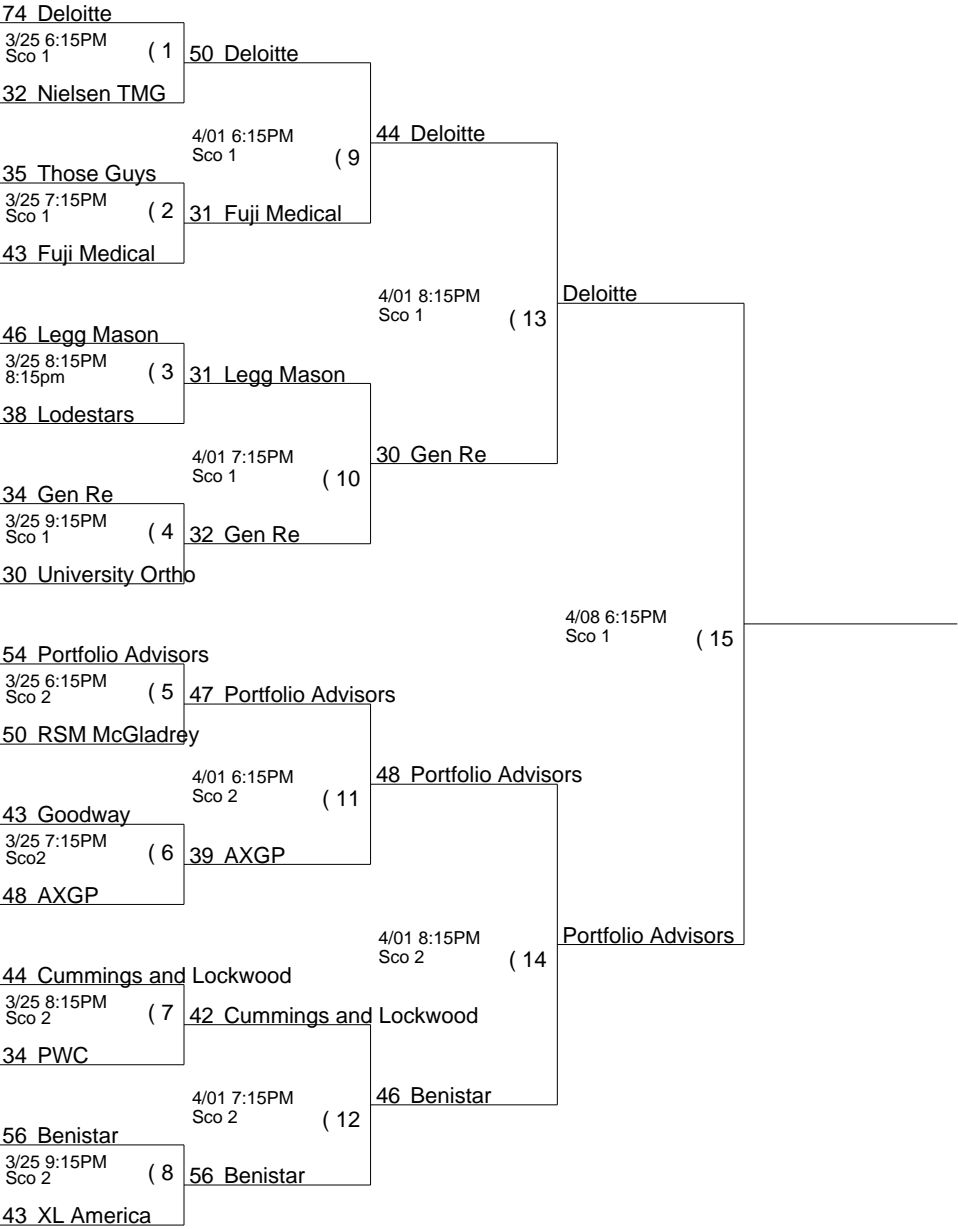 74 Deloitte
3/25 6:15PM
Sco 1
( 1
50 Deloitte
32 Nielsen TMG
4/01 6:15PM
Sco 1
( 9
44 Deloitte
35 Those Guys
3/25 7:15PM
Sco 1
( 2
31 Fuji Medical
43 Fuji Medical
4/01 8:15PM
Sco 1
( 13
Deloitte
46 Legg Mason
3/25 8:15PM
8:15pm
( 3
31 Legg Mason
38 Lodestars
4/01 7:15PM
Sco 1
( 10
30 Gen Re
34 Gen Re
3/25 9:15PM
Sco 1
( 4
32 Gen Re
30 University Ortho
4/08 6:15PM
Sco 1
( 15
54 Portfolio Advisors
3/25 6:15PM
Sco 2
( 5
47 Portfolio Advisors
50 RSM McGladrey
4/01 6:15PM
Sco 2
( 11
48 Portfolio Advisors
43 Goodway
3/25 7:15PM
Sco2
( 6
39 AXGP
48 AXGP
4/01 8:15PM
Sco 2
( 14
Portfolio Advisors
44 Cummings and Lockwood
3/25 8:15PM
Sco 2
( 7
42 Cummings and Lockwood
34 PWC
4/01 7:15PM
Sco 2
( 12
46 Benistar
56 Benistar
3/25 9:15PM
Sco 2
( 8
56 Benistar
43 XL America